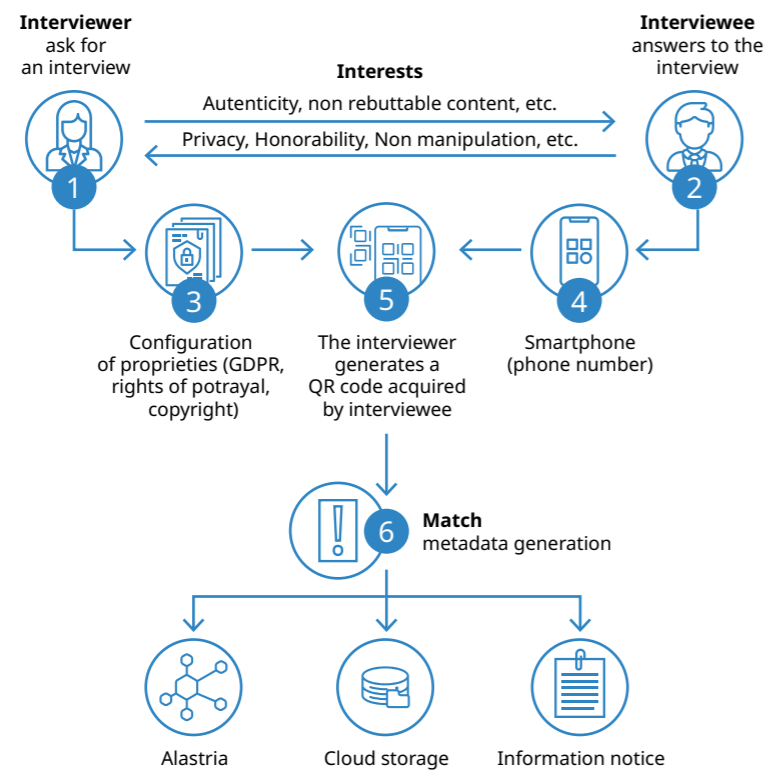 Interviewer
ask for
an interview
Interviewee
answers to the
interview
Interests
Autenticity, non rebuttable content, etc.
Privacy, Honorability, Non manipulation, etc.
1
2
3
5
4
Configuration
of proprieties (GDPR,
rights of potrayal,
copyright)
The interviewer
generates a
QR code acquired
by interviewee
Smartphone
(phone number)
6
Match
metadata generation
Alastria
Cloud storage
Information notice